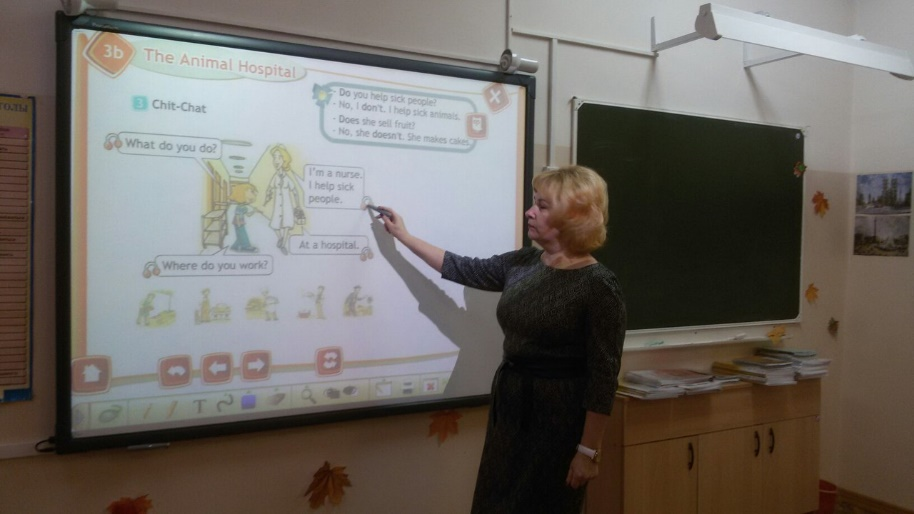 3b
The Animal Hospital
3 Chit-Chat
- Do you help sick people?
- No, I don't. I help sick animals.
- Does she sell fruit?
- No, she doesn't. She makes cakes.
What do you do?
I'm a nurse.
I help sick
people.
At a hospital.
Where do you work?
T